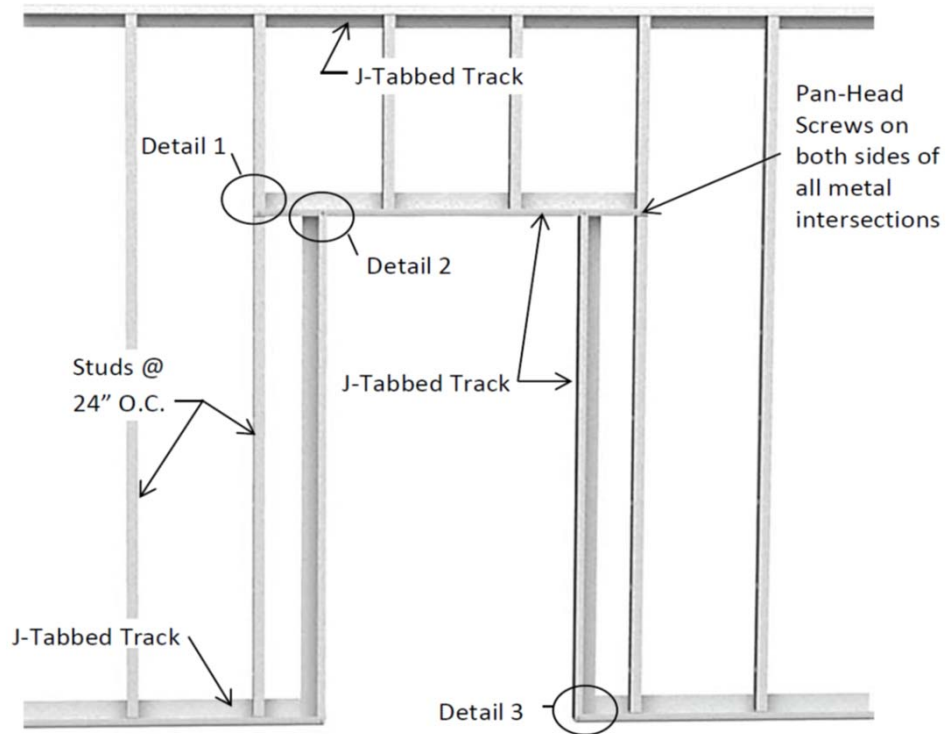 J-Tabbed Track
Pan-Head
Screws on
both sides of
all metal
intersections
Detail 1
Detail 2
Studs @
24” O.C.
J-Tabbed Track
J-Tabbed Track
Detail 3